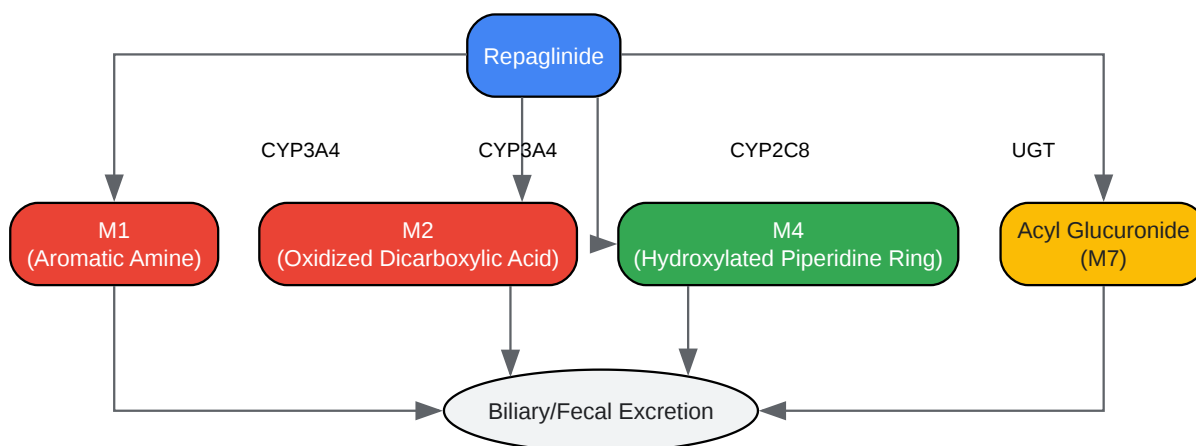 Repaglinide
CYP3A4
CYP3A4
CYP2C8
UGT
M1
(Aromatic Amine)
M2
(Oxidized Dicarboxylic Acid)
M4
(Hydroxylated Piperidine Ring)
Acyl Glucuronide
(M7)
Biliary/Fecal Excretion